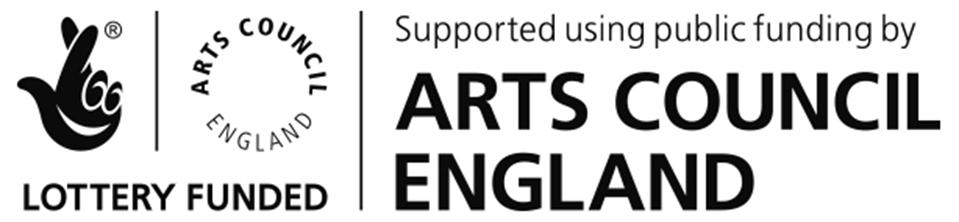 ®
ARTS COUNCIL
ENGLAND
LOTTERY FUNDED
Supported using public funding by
ARTS COUNCIL
ENGLAND